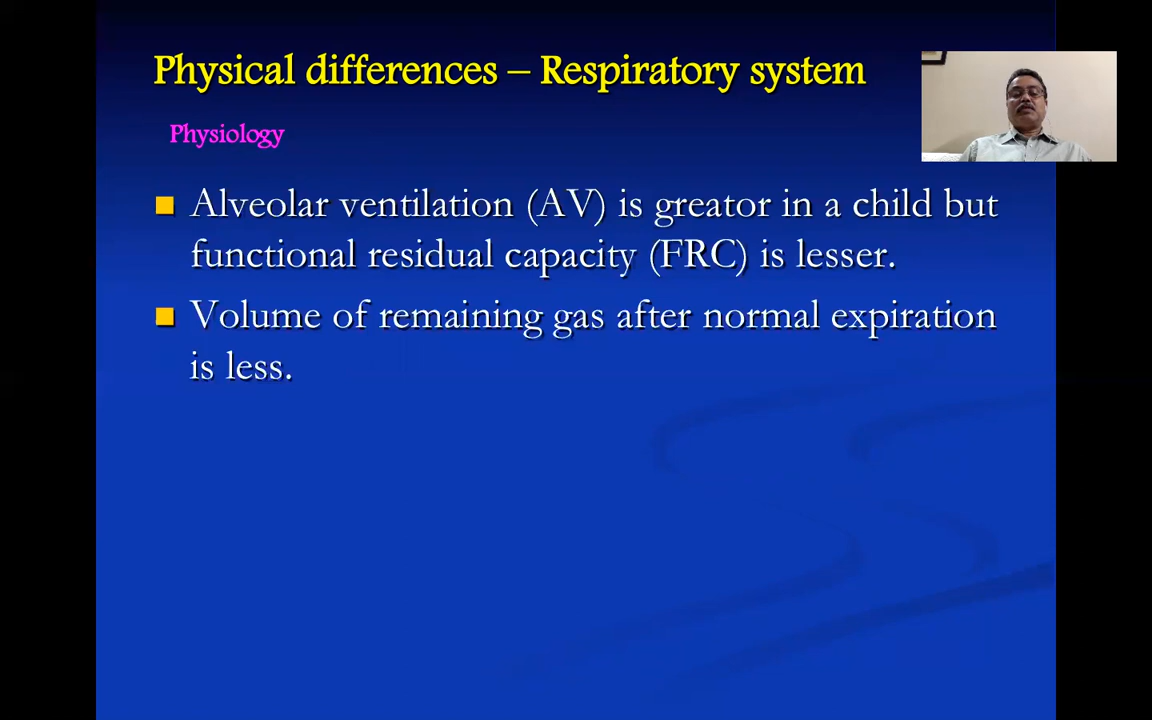 Physical differences – Respiratory system
Physiology
Alveolar ventilation (AV) is greator in a child but
functional residual capacity (FRC) is lesser.
Volume of remaining gas after normal expiration
is less.